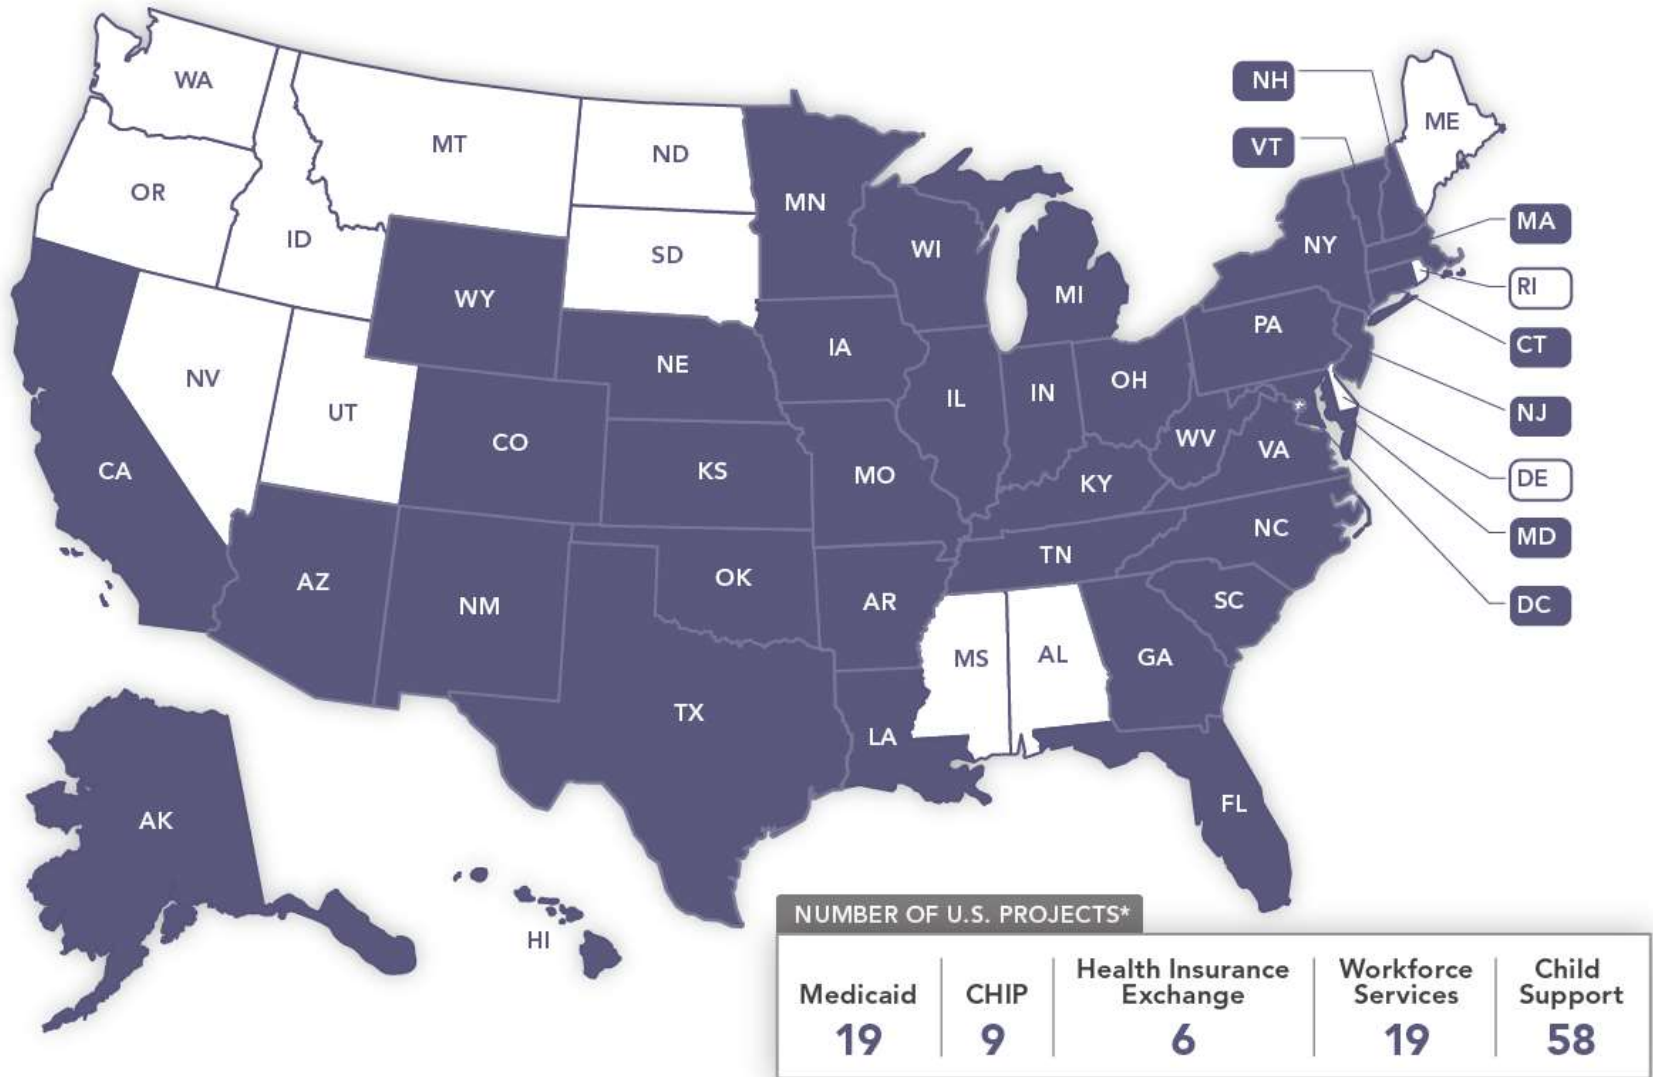 WA
OR
ID
MT
ND
SD
MN
WI
MI
WY
NV
UT
CA
CO
NE
IA
KS
MO
IL
IN
OH
PA
NY
NH
VT
ME
MA
RI
CT
NJ
DE
MD
DC
WV
VA
KY
NC
TN
SC
AZ
NM
OK
AR
TX
LA
MS
AL
GA
FL
AK
HI
NUMBER OF U.S. PROJECTS*
Medicaid
19
CHIP
9
Health Insurance
Exchange
6
Workforce
Services
19
Child
Support
58